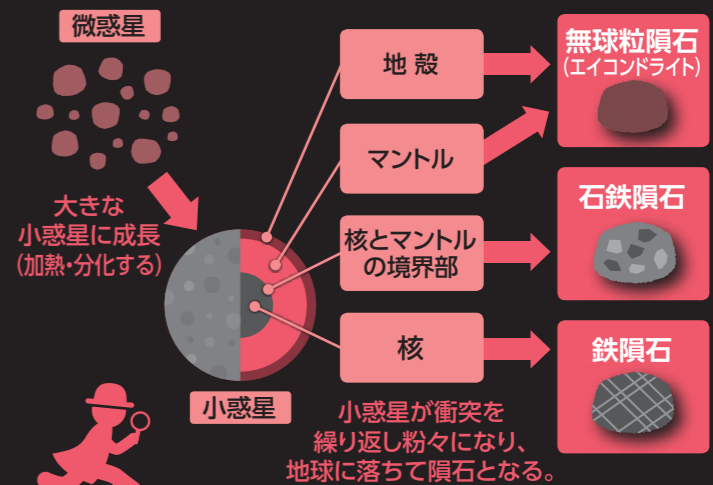 微惑星
大きな
小惑星に成長
(加熱・分化する)
小惑星
地殻
マントル
核とマントル
の境界部
核
無球粒隕石
(エイコンドライト)
石鉄隕石
鉄隕石
小惑星が衝突を
繰り返し粉々になり、
地球に落ちて隕石となる。